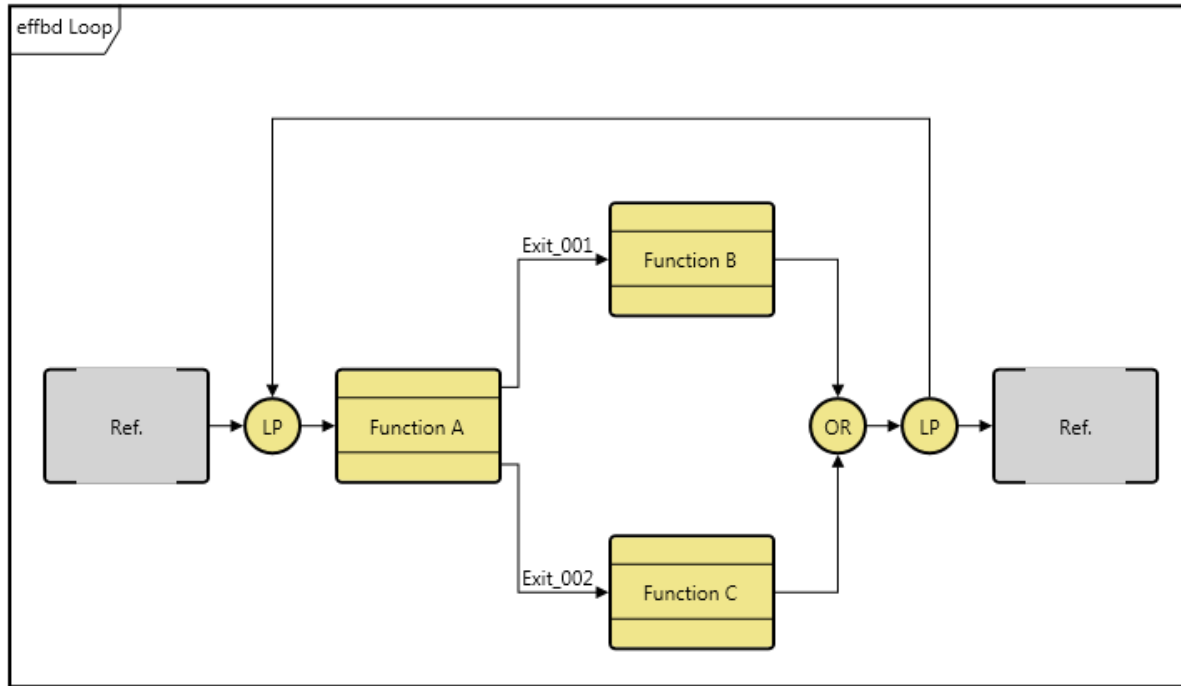 effbd Loop
Exit_001
Function B
Ref.
LP
Function A
OR
LP
Ref.
Exit_002
Function C